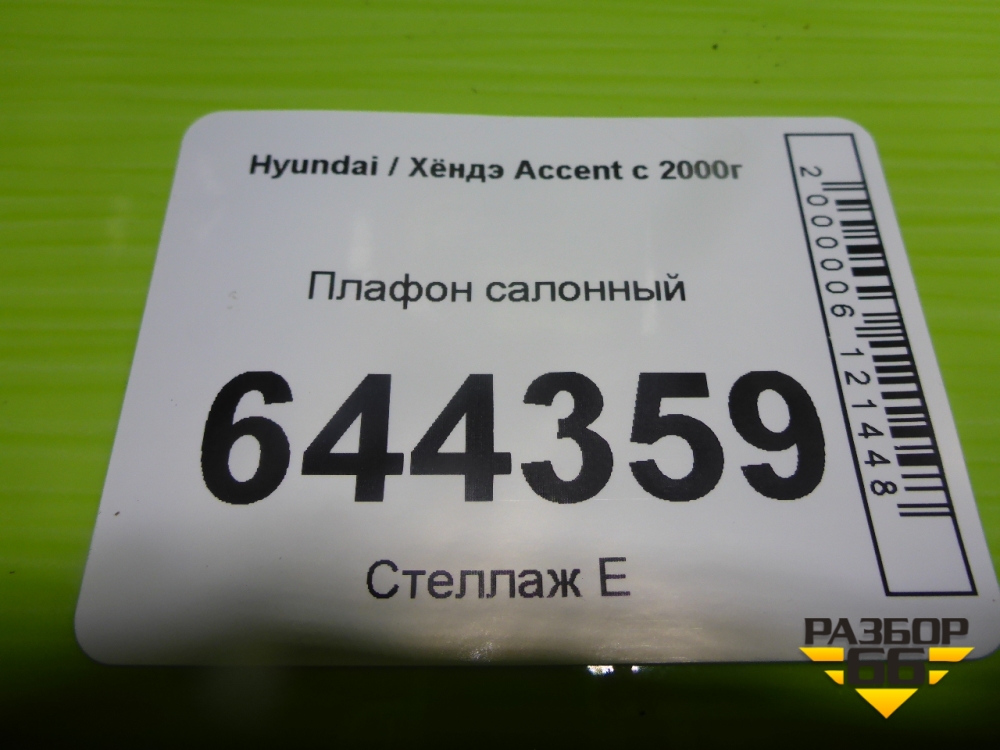 Hyundai / Хёндэ Accent с 2000г
Плафон салонный
644359
Стеллаж Е
2000006121448
РАЗБОР
66